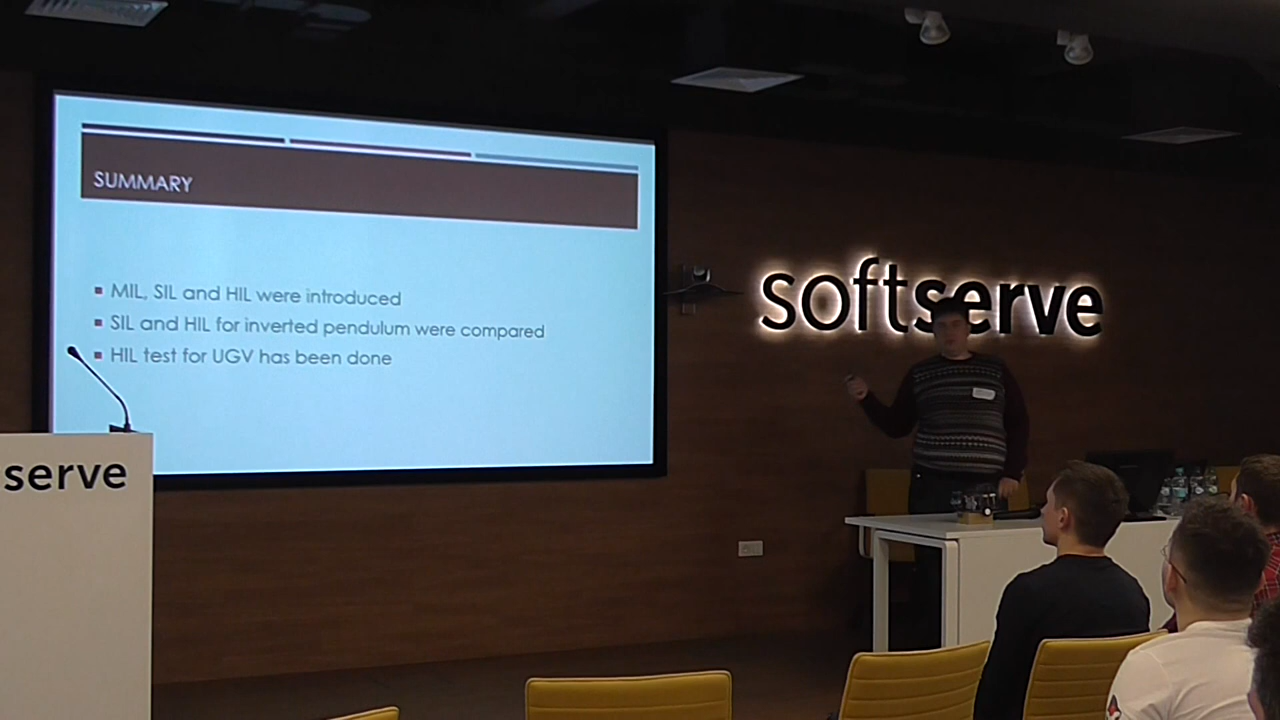 SUMMARY
MIL, SIL and HIL were introduced
SIL and HIL for inverted pendulum were compared
HIL test for UGV has been done
softserve
serve